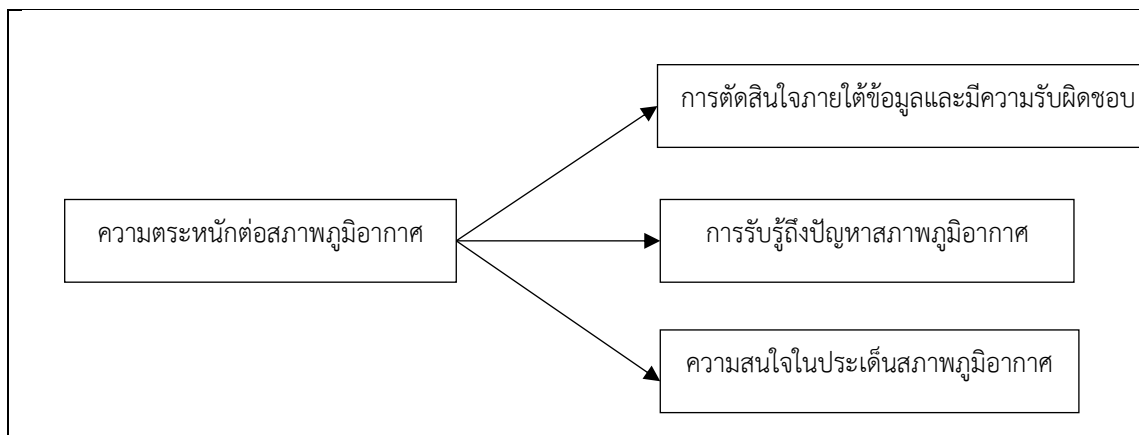 การตัดสินใจภายใต้ข้อมูลและมีความรับผิดชอบ
ความตระหนักต่อสภาพภูมิอากาศ
การรับรู้ถึงปัญหาสภาพภูมิอากาศ
ความสนใจในประเด็นสภาพภูมิอากาศ